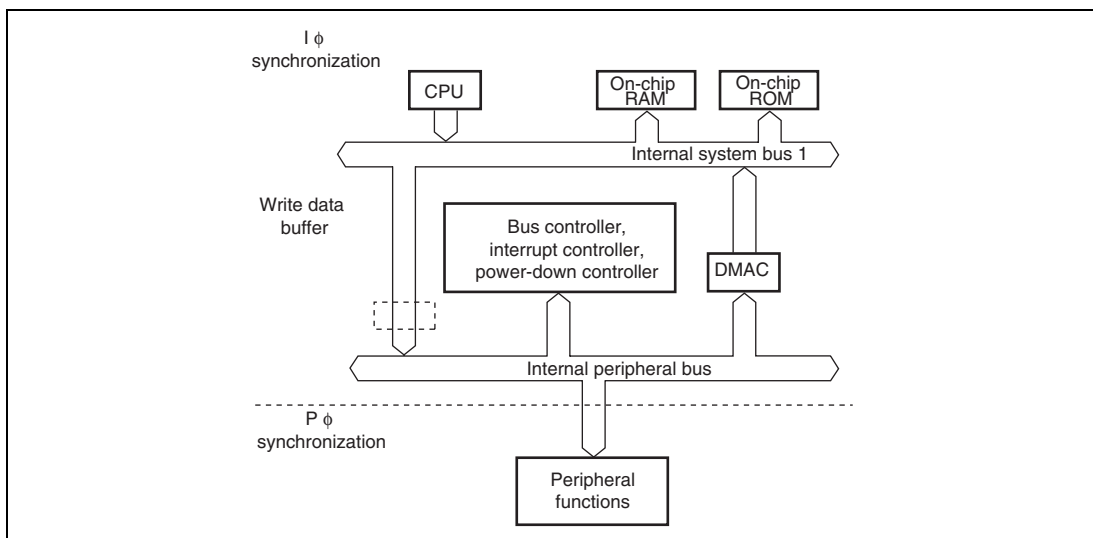 I ϕ
synchronization
CPU
On-chip
RAM
On-chip
ROM
Internal system bus 1
Write data
buffer
Bus controller,
interrupt controller,
power-down controller
DMAC
Internal peripheral bus
P ϕ
synchronization
Peripheral
functions